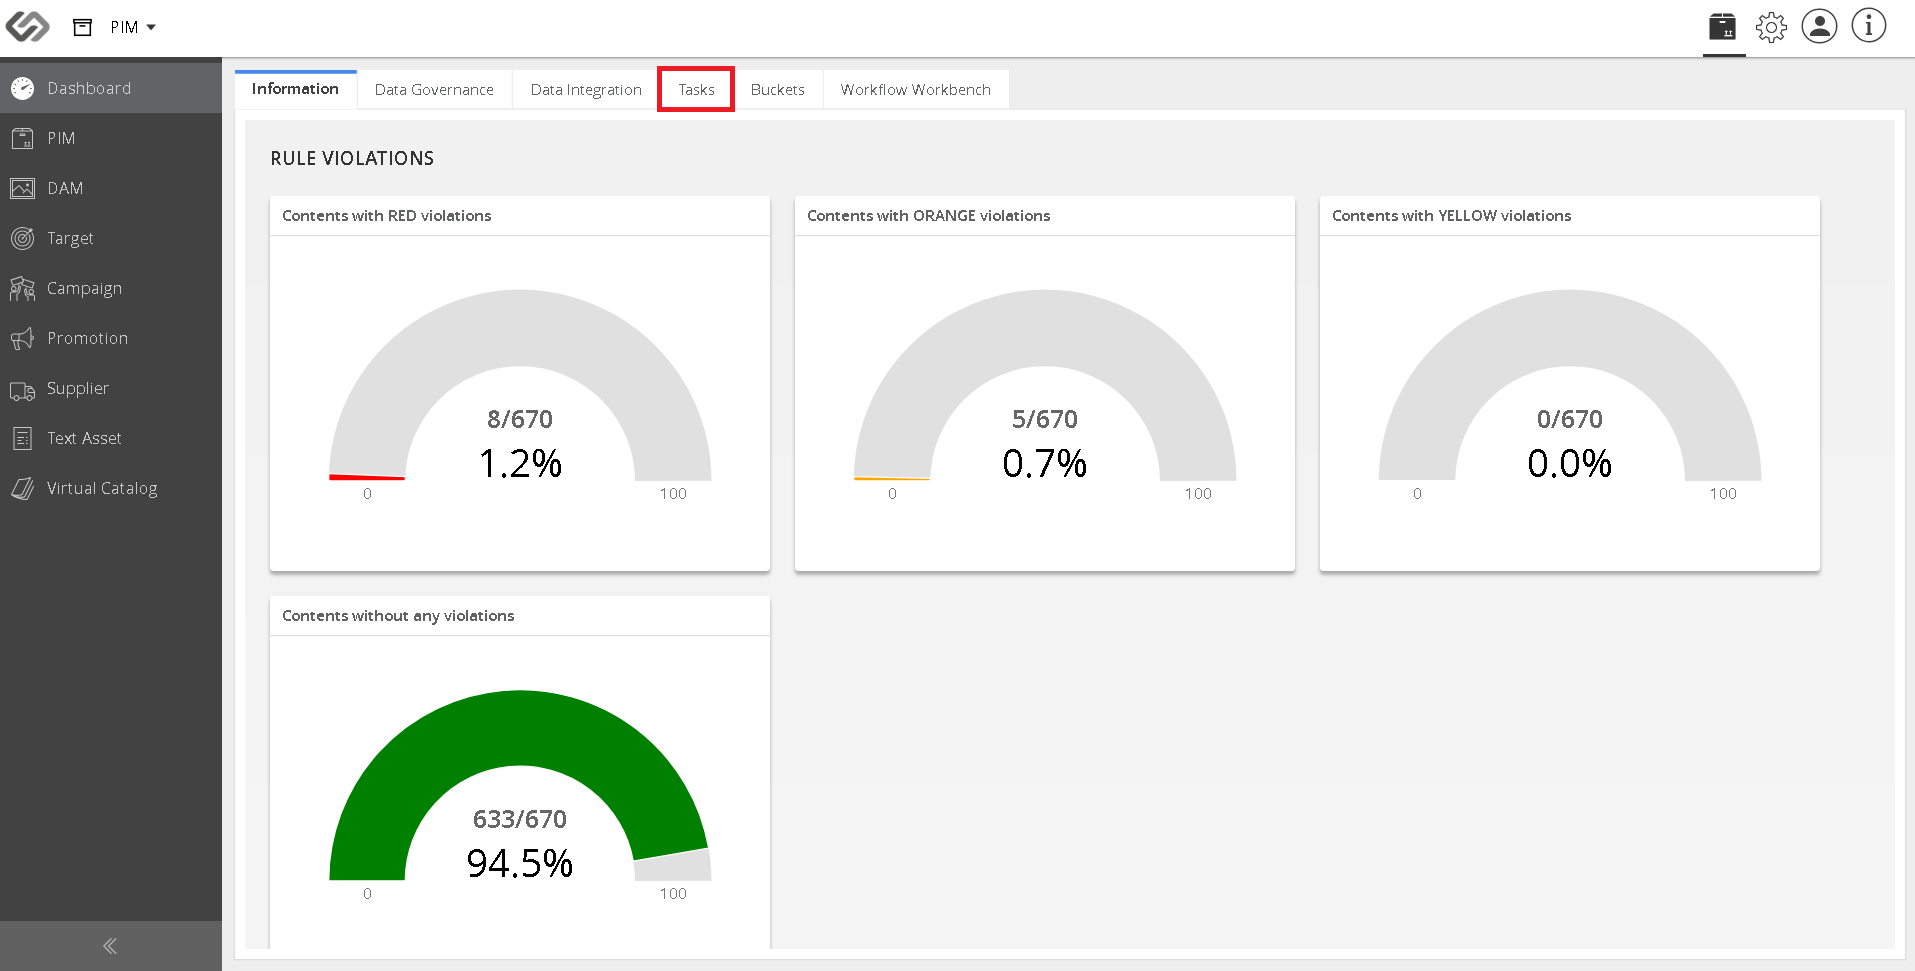 PIM
Dashboard
PIM
DAM
Target
Campaign
Promotion
Supplier
Text Asset
Virtual Catalog
Information Data Governance Data Integration Tasks Buckets Workflow Workbench
RULE VIOLATIONS
Contents with RED violations
8/670
1.2%
0 100
Contents with ORANGE violations
5/670
0.7%
0 100
Contents with YELLOW violations
0/670
0.0%
0 100
Contents without any violations
633/670
94.5%
0 100